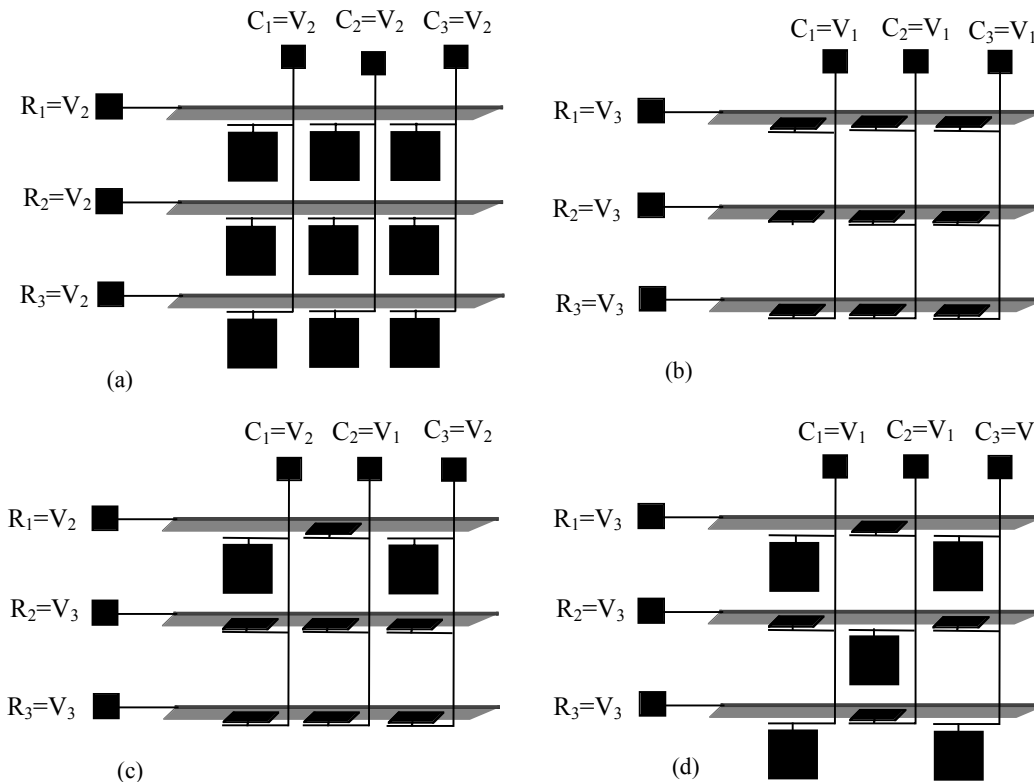 C₁=V₂ C₂=V₂ C₃=V₂
R₁=V₂
R₂=V₂
R₃=V₂
(a)
C₁=V₁ C₂=V₁ C₃=V₁
R₁=V₃
R₂=V₃
R₃=V₃
(b)
C₁=V₂ C₂=V₁ C₃=V₂
R₁=V₂
R₂=V₃
R₃=V₃
(c)
C₁=V₁ C₂=V₁ C₃=V
R₁=V₃
R₂=V₃
R₃=V₃
(d)